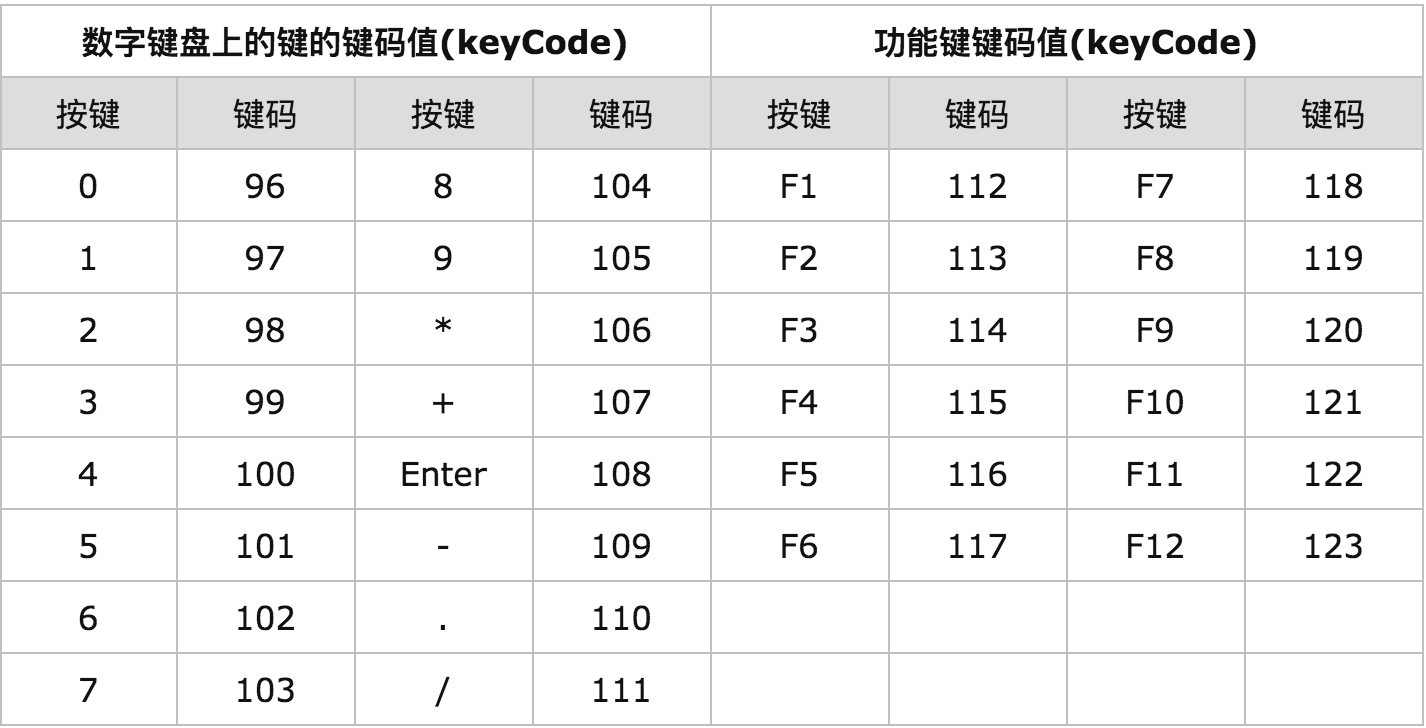 数字键盘上的键的键码值(keyCode) 功能键键码值(keyCode)
按键 键码 按键 键码 按键 键码 按键 键码
0 96 8 104 F1 112 F7 118
1 97 9 105 F2 113 F8 119
2 98 * 106 F3 114 F9 120
3 99 + 107 F4 115 F10 121
4 100 Enter 108 F5 116 F11 122
5 101 - 109 F6 117 F12 123
6 102 . 110
7 103 / 111